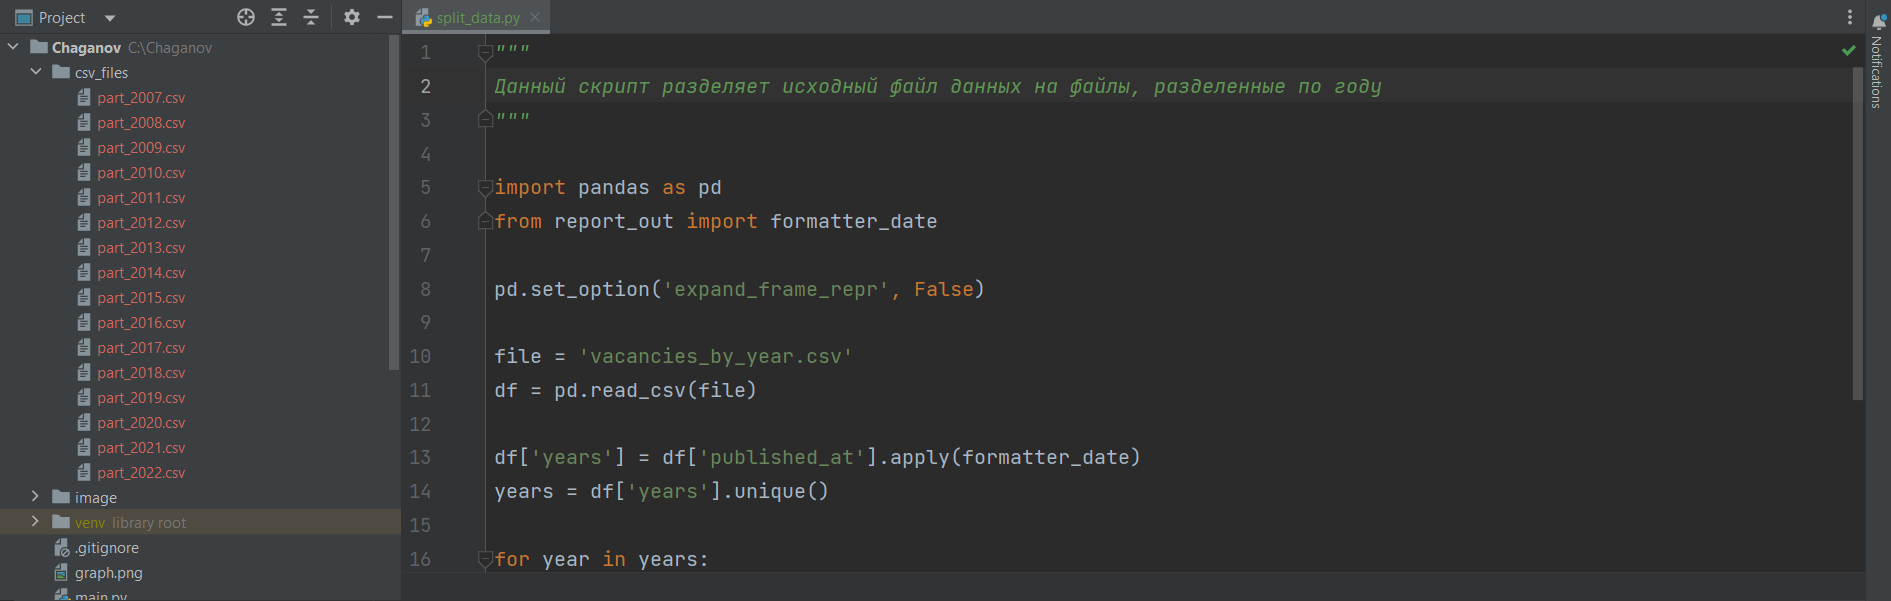 Project
Chaganov C:\Chaganov
csv_files
part_2007.csv
part_2008.csv
part_2009.csv
part_2010.csv
part_2011.csv
part_2012.csv
part_2013.csv
part_2014.csv
part_2015.csv
part_2016.csv
part_2017.csv
part_2018.csv
part_2019.csv
part_2020.csv
part_2021.csv
part_2022.csv
image
venv library root
.gitignore
graph.png
main.py
split_data.py
1 """
2 Данный скрипт разделяет исходный файл данных на файлы, разделенные по году
3 """
4
5 import pandas as pd
6 from report_out import formatter_date
7
8 pd.set_option('expand_frame_repr', False)
9
10 file = 'vacancies_by_year.csv'
11 df = pd.read_csv(file)
12
13 df['years'] = df['published_at'].apply(formatter_date)
14 years = df['years'].unique()
15
16 for year in years:
Notifications